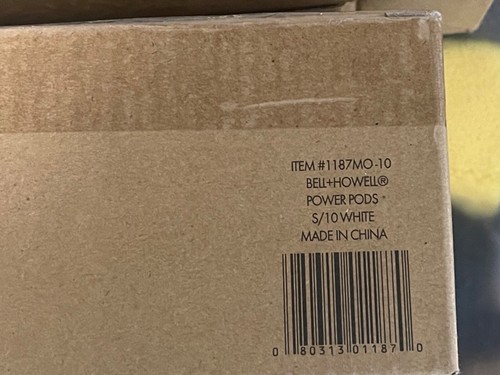 ITEM #1187MO-10
BELL+HOWELL®
POWER PODS
S/10 WHITE
MADE IN CHINA
0 80313 01187 0